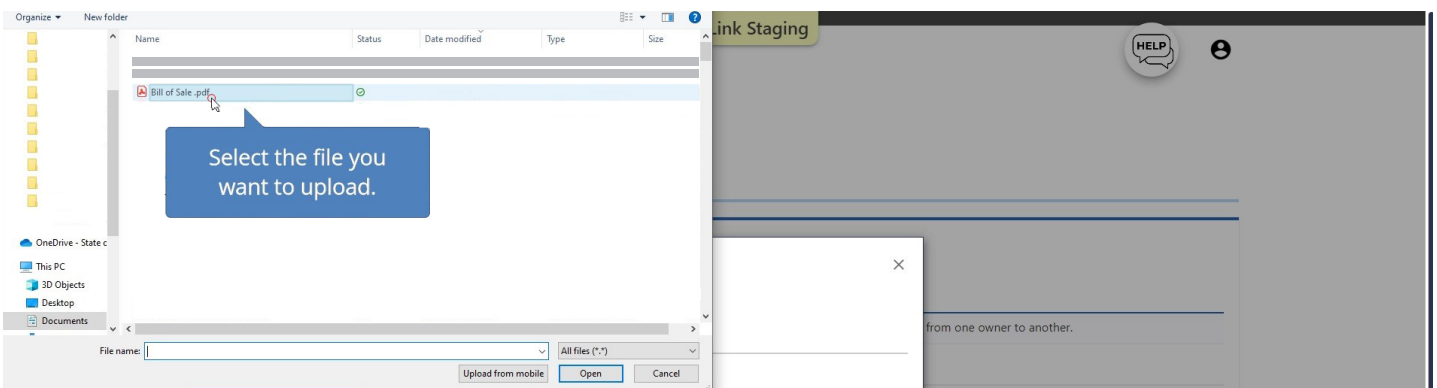 Organize New folder
Name Status Date modified Type Size
Bill of Sale .pdf
Select the file you
want to upload.
OneDrive - State
This PC
3D Objects
Desktop
Documents
File name: All files (*.*)
Upload from mobile Open Cancel
Link Staging
HELP
from one owner to another.